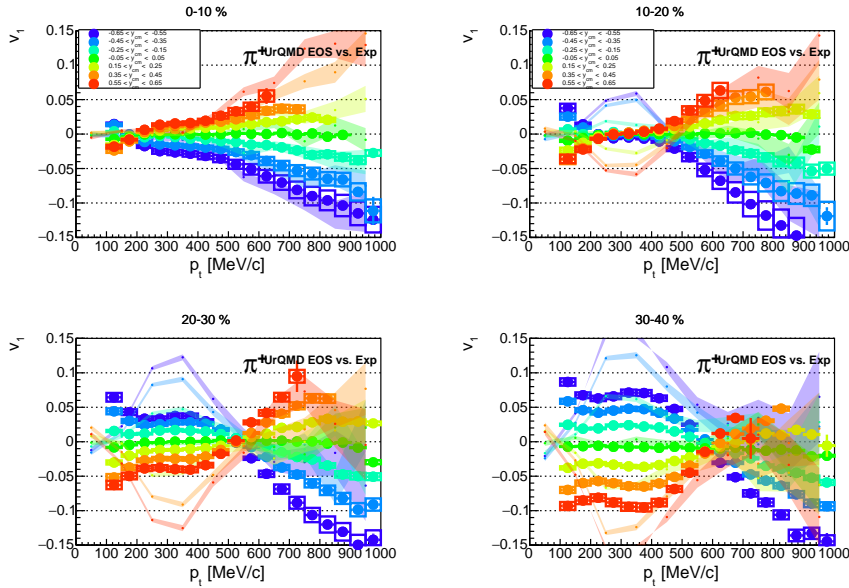 0-10 %
v1
0.15
0.1
0.05
0
−0.05
−0.1
−0.15
-0.65 < ycm < -0.55
-0.45 < ycm < -0.35
-0.25 < ycm < -0.15
-0.05 < ycm < 0.05
0.15 < ycm < 0.25
0.35 < ycm < 0.45
0.55 < ycm < 0.65
π+UrQMD EOS vs. Exp
100 200 300 400 500 600 700 800 900 1000
pt [MeV/c]
10-20 %
v1
0.15
0.1
0.05
0
−0.05
−0.1
−0.15
-0.65 < ycm < -0.55
-0.45 < ycm < -0.35
-0.25 < ycm < -0.15
-0.05 < ycm < 0.05
0.15 < ycm < 0.25
0.35 < ycm < 0.45
0.55 < ycm < 0.65
π+UrQMD EOS vs. Exp
100 200 300 400 500 600 700 800 900 1000
pt [MeV/c]
20-30 %
v1
0.15
0.1
0.05
0
−0.05
−0.1
−0.15
π+UrQMD EOS vs. Exp
100 200 300 400 500 600 700 800 900 1000
pt [MeV/c]
30-40 %
v1
0.15
0.1
0.05
0
−0.05
−0.1
−0.15
π+UrQMD EOS vs. Exp
100 200 300 400 500 600 700 800 900 1000
pt [MeV/c]